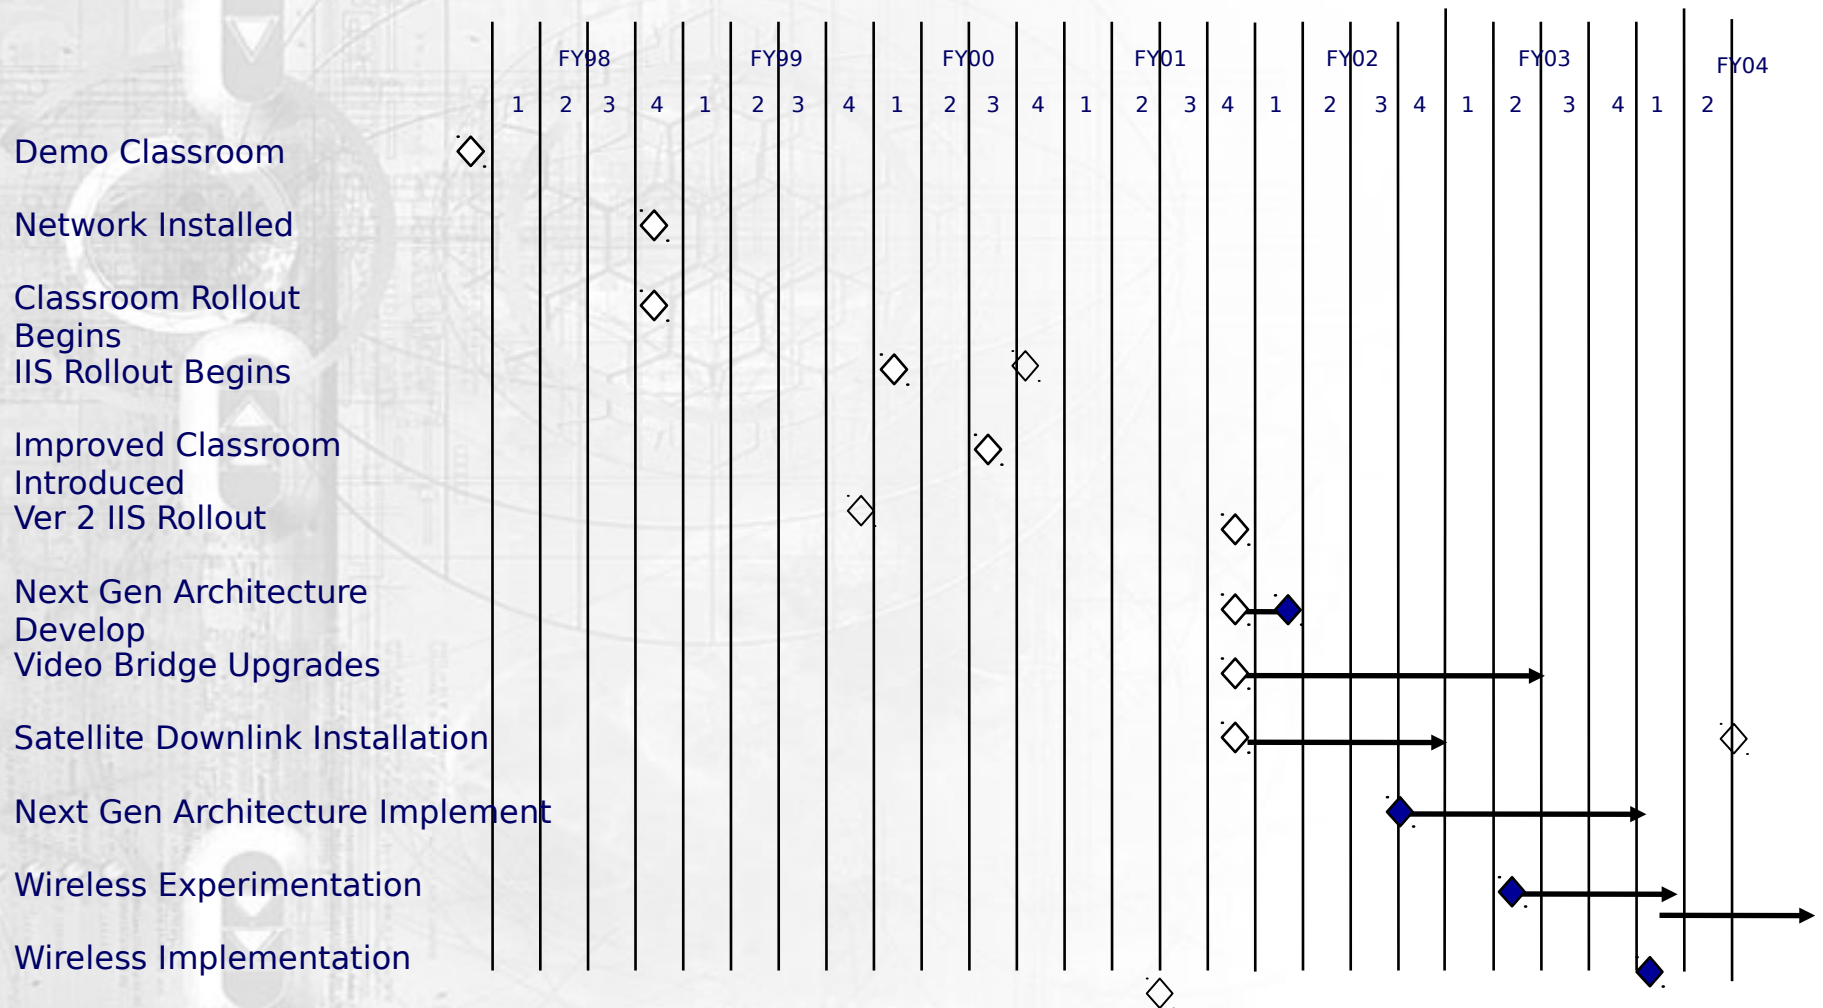 FY98 FY99 FY00 FY01 FY02 FY03 FY04
1 2 3 4 1 2 3 4 1 2 3 4 1 2 3 4 1 2 3 4 1 2 3 4 1 2
Demo Classroom
Network Installed
Classroom Rollout
Begins
IIS Rollout Begins
Improved Classroom
Introduced
Ver 2 IIS Rollout
Next Gen Architecture
Develop
Video Bridge Upgrades
Satellite Downlink Installation
Next Gen Architecture Implement
Wireless Experimentation
Wireless Implementation